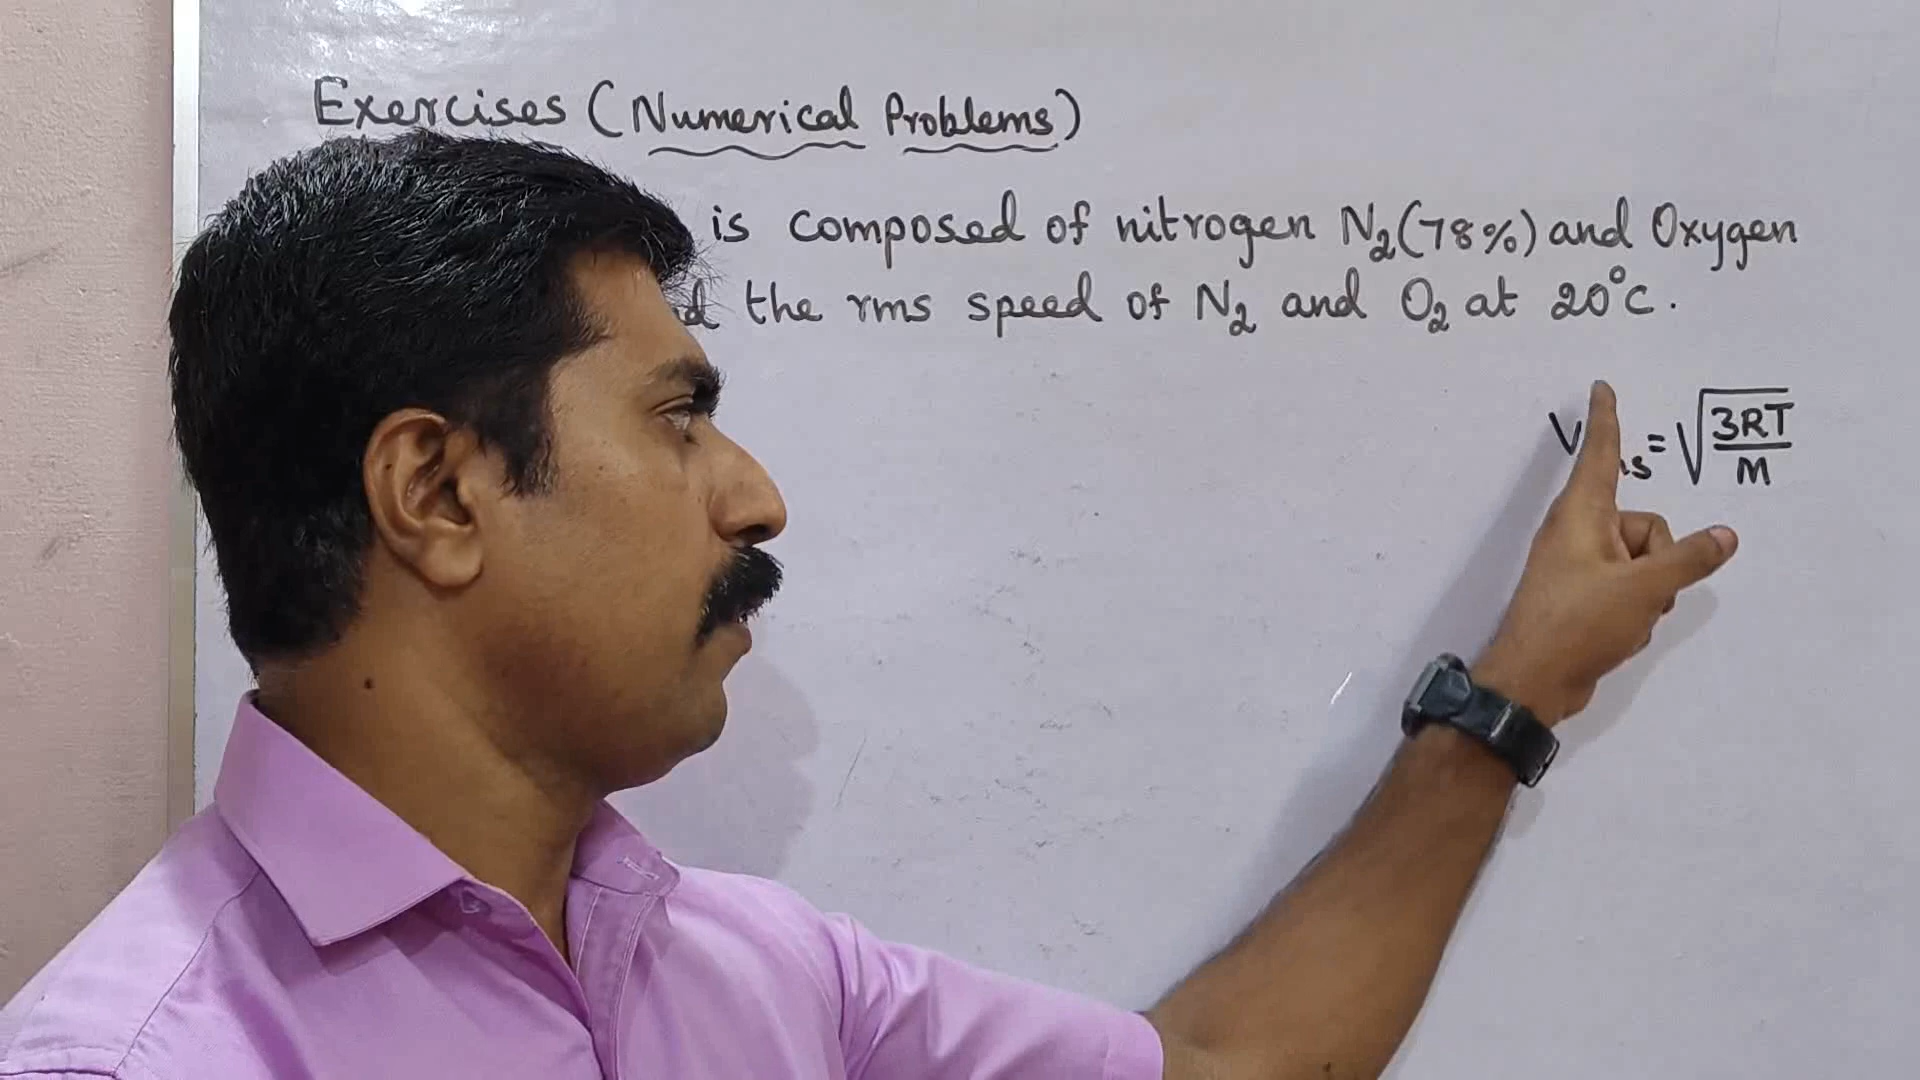 Exercises (Numerical Problems)
is composed of nitrogen N₂(78%) and Oxygen
the rms speed of N₂ and O₂ at 20°C.
V = √(3RT/M)